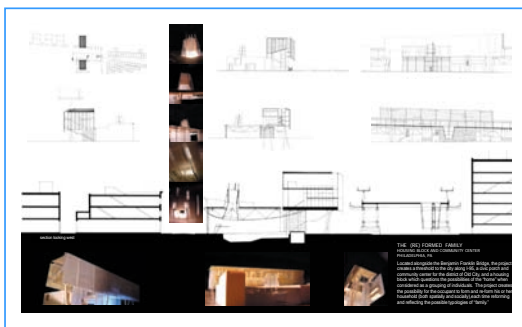 section looking west
THE (RE) FORMED FAMILY
HOUSING BLOCK AND COMMUNITY CENTER
PHILADELPHIA, PA
Located alongside the Benjamin Franklin Bridge, the project
creates a threshold to the city along I-95, a civic porch and
community center for the district of Old City, and a housing
block which questions the possibilities of the "home" when
considered as a grouping of individuals. The project creates
the possibility for the occupant to form and re-form his or her
household (both spatially and socially),each time reforming
and reflecting the possible typologies of "family."